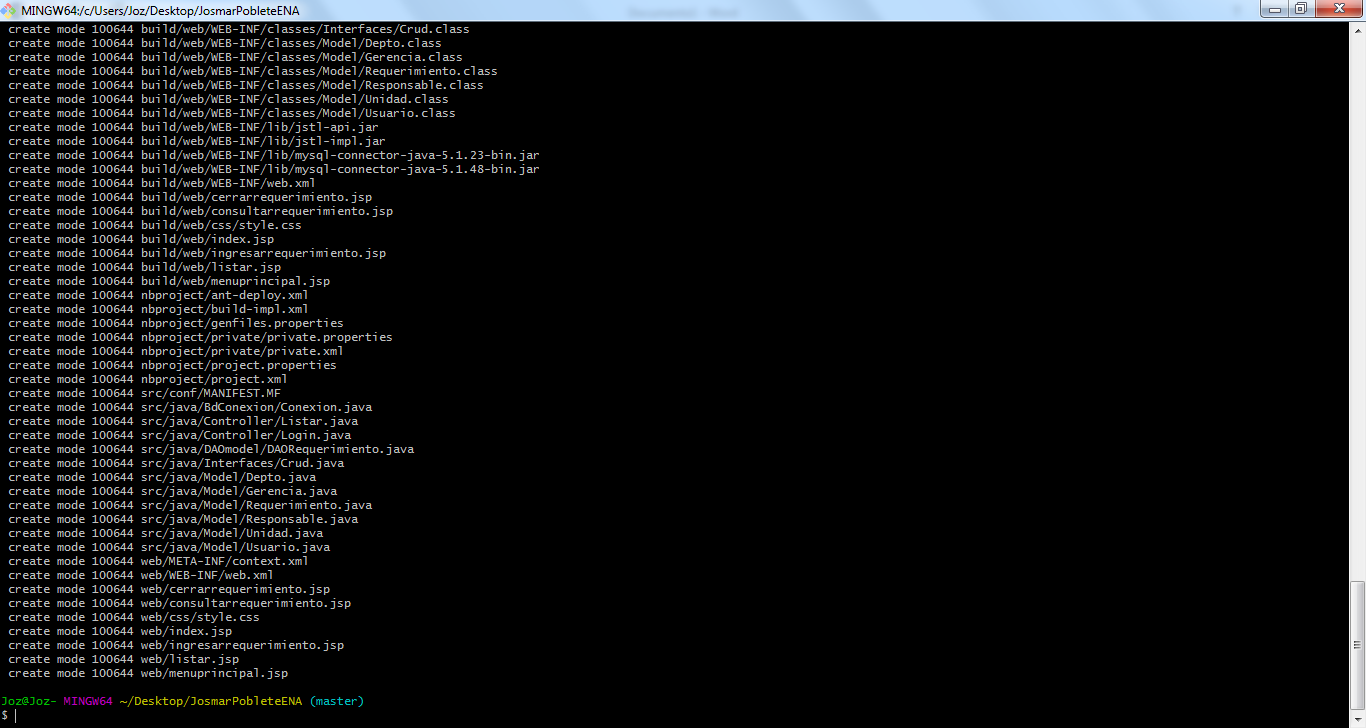 MINGW64:/c/Users/Joz/Desktop/JosmarPobleteENA
create mode 100644 build/web/WEB-INF/classes/Interfaces/Crud.class
create mode 100644 build/web/WEB-INF/classes/Model/Depto.class
create mode 100644 build/web/WEB-INF/classes/Model/Gerencia.class
create mode 100644 build/web/WEB-INF/classes/Model/Requerimiento.class
create mode 100644 build/web/WEB-INF/classes/Model/Responsable.class
create mode 100644 build/web/WEB-INF/classes/Model/Unidad.class
create mode 100644 build/web/WEB-INF/classes/Model/Usuario.class
create mode 100644 build/web/WEB-INF/lib/jstl-api.jar
create mode 100644 build/web/WEB-INF/lib/jstl-impl.jar
create mode 100644 build/web/WEB-INF/lib/mysql-connector-java-5.1.23-bin.jar
create mode 100644 build/web/WEB-INF/lib/mysql-connector-java-5.1.48-bin.jar
create mode 100644 build/web/WEB-INF/web.xml
create mode 100644 build/web/cerrarrequerimiento.jsp
create mode 100644 build/web/consultarrequerimiento.jsp
create mode 100644 build/web/css/style.css
create mode 100644 build/web/index.jsp
create mode 100644 build/web/ingresarrequerimiento.jsp
create mode 100644 build/web/listar.jsp
create mode 100644 build/web/menuprincipal.jsp
create mode 100644 nbproject/ant-deploy.xml
create mode 100644 nbproject/build-impl.xml
create mode 100644 nbproject/genfiles.properties
create mode 100644 nbproject/private/private.properties
create mode 100644 nbproject/private/private.xml
create mode 100644 nbproject/project.properties
create mode 100644 nbproject/project.xml
create mode 100644 src/conf/MANIFEST.MF
create mode 100644 src/java/BdConexion/Conexion.java
create mode 100644 src/java/Controller/Listar.java
create mode 100644 src/java/Controller/Login.java
create mode 100644 src/java/DAOmodel/DAORequerimiento.java
create mode 100644 src/java/Interfaces/Crud.java
create mode 100644 src/java/Model/Depto.java
create mode 100644 src/java/Model/Gerencia.java
create mode 100644 src/java/Model/Requerimiento.java
create mode 100644 src/java/Model/Responsable.java
create mode 100644 src/java/Model/Unidad.java
create mode 100644 src/java/Model/Usuario.java
create mode 100644 web/META-INF/context.xml
create mode 100644 web/WEB-INF/web.xml
create mode 100644 web/cerrarrequerimiento.jsp
create mode 100644 web/consultarrequerimiento.jsp
create mode 100644 web/css/style.css
create mode 100644 web/index.jsp
create mode 100644 web/ingresarrequerimiento.jsp
create mode 100644 web/listar.jsp
create mode 100644 web/menuprincipal.jsp
Joz@Joz- MINGW64 ~/Desktop/JosmarPobleteENA (master)
$